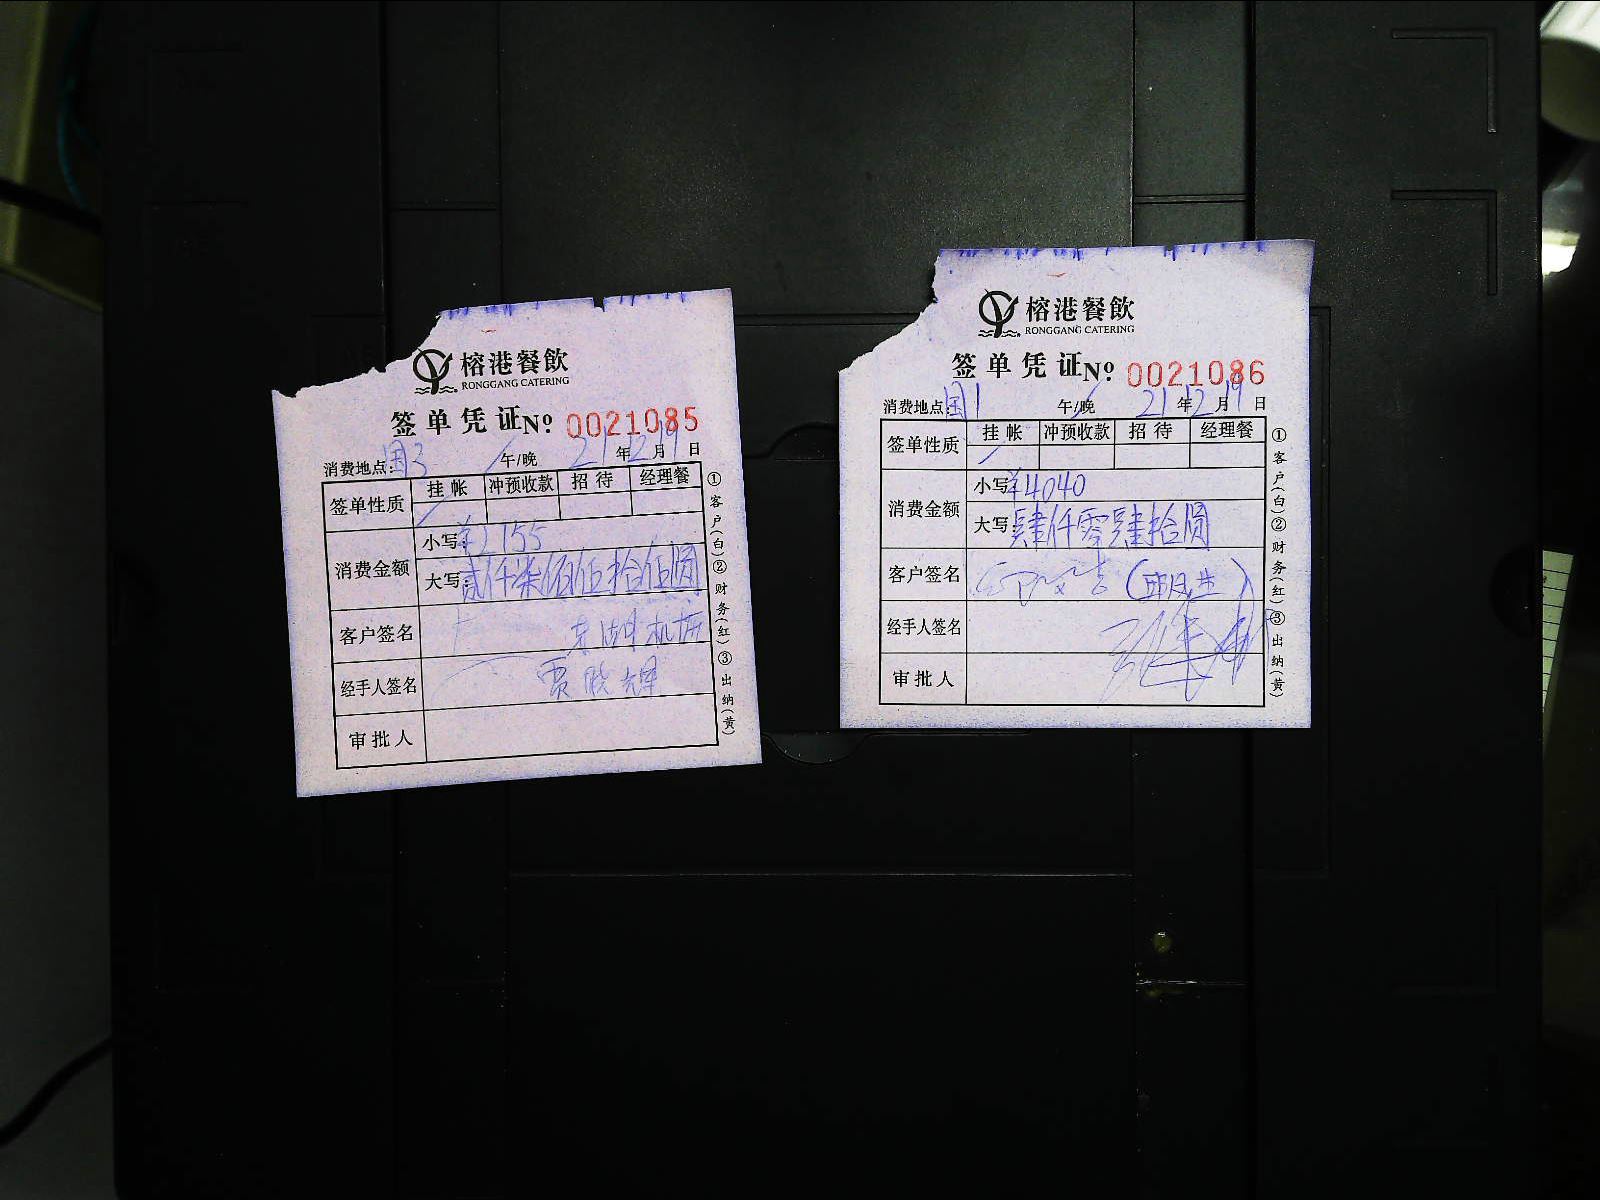 榕港餐飲
RONGGANG CATERING
签单凭证No 0021085
消费地点:国3 午/晚 21年12月19日
签单性质 挂帐 冲预收款 招待 经理餐
消费金额
小写:¥2155
大写:贰仟柒佰伍拾伍圆
客户签名
经手人签名 贾晓辉
审批人
①客户(白)②财务(红)③出纳(黄)
榕港餐飲
RONGGANG CATERING
签单凭证No 0021086
消费地点:国1 午/晚 21年12月19日
签单性质 挂帐 冲预收款 招待 经理餐
消费金额
小写:¥4040
大写:肆仟零肆拾圆
客户签名
经手人签名
审批人
①客户(白)②财务(红)③出纳(黄)